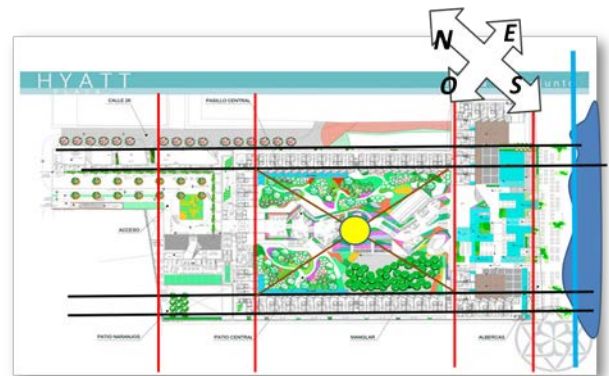 N E
O S
HYATT
CALLE 28
PASILLO CENTRAL
ACCESO
PATIO NARANJOS
PATIO CENTRAL
MANGLAR
ALBERCAS